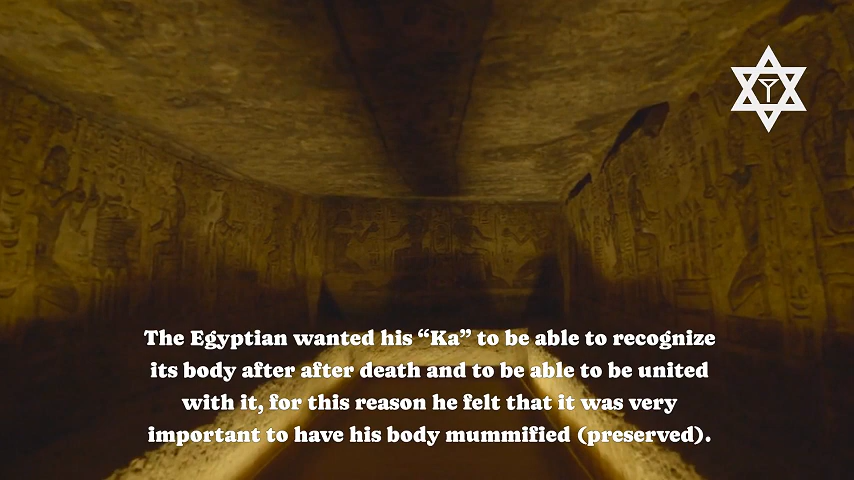 The Egyptian wanted his “Ka” to be able to recognize
its body after after death and to be able to be united
with it, for this reason he felt that it was very
important to have his body mummified (preserved).